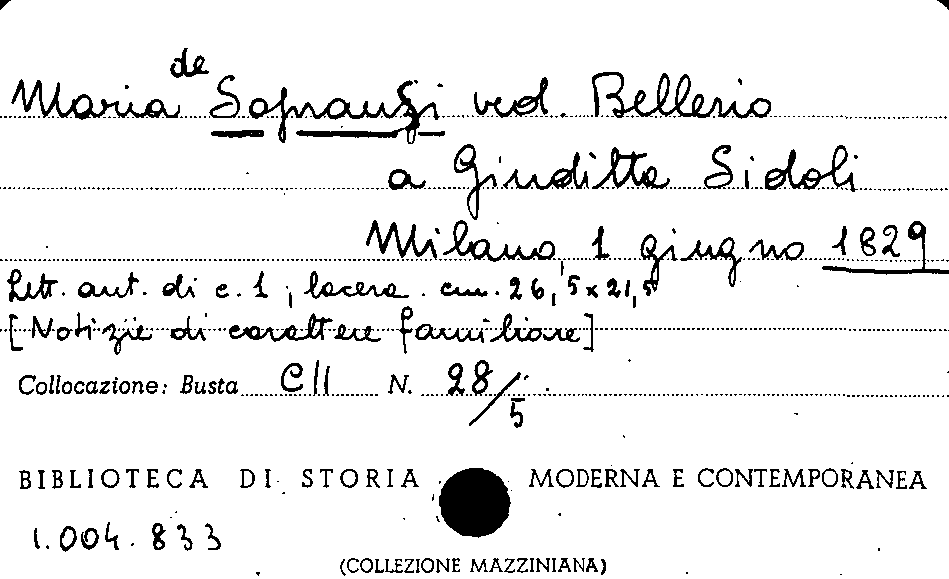 Maria de Sopransi ved. Bellerio
a Giuditta Sidoli
Milano, 1 giugno 1829
Lett. aut. di c. 1, lacera. cm. 26,5 x 21,5
[Notizie di carattere familiare]
Collocazione: Busta CII N. 28/5
BIBLIOTECA DI STORIA MODERNA E CONTEMPORANEA
1.004.833
(COLLEZIONE MAZZINIANA)